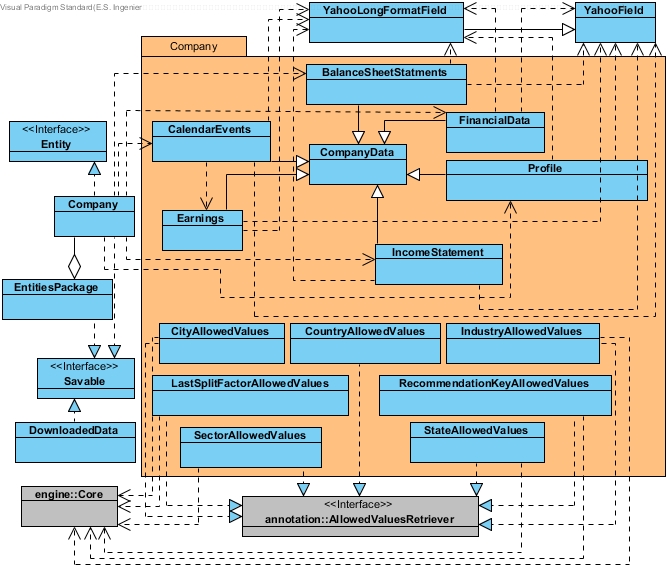 Visual Paradigm Standard(E.S. Ingenier
YahooLongFormatField
YahooField
Company
BalanceSheetStatments
FinancialData
CalendarEvents
<<Interface>>
Entity
CompanyData
Profile
Company
Earnings
IncomeStatement
EntitiesPackage
CityAllowedValues
CountryAllowedValues
IndustryAllowedValues
<<Interface>>
Savable
LastSplitFactorAllowedValues
RecommendationKeyAllowedValues
DownloadedData
SectorAllowedValues
StateAllowedValues
engine::Core
<<Interface>>
annotation::AllowedValuesRetriever